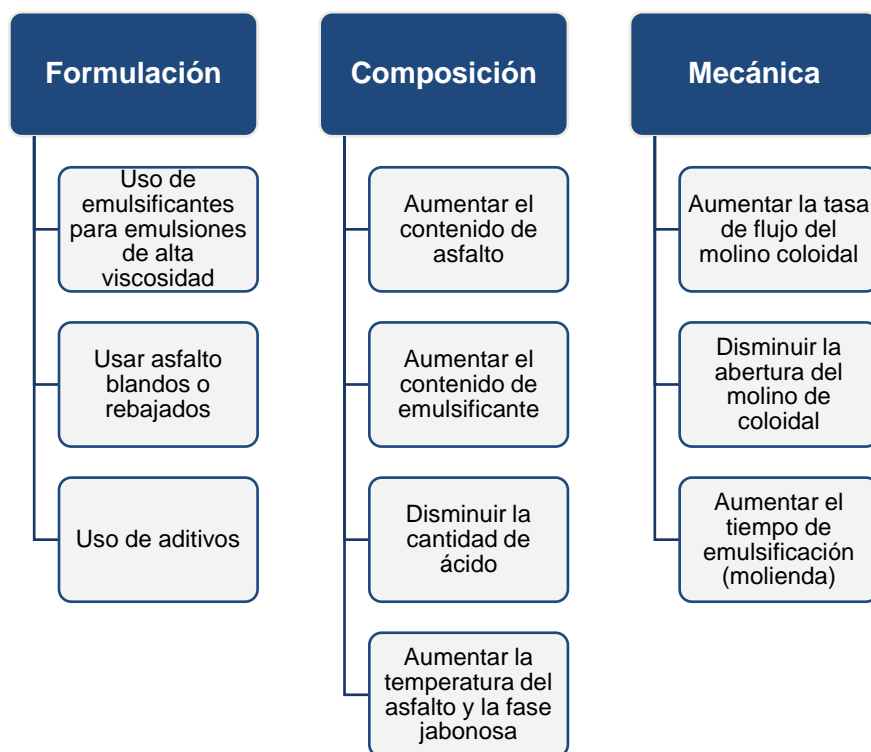 Formulación
Uso de
emulsificantes
para emulsiones
de alta
viscosidad
Usar asfalto
blandos o
rebajados
Uso de aditivos
Composición
Aumentar el
contenido de
asfalto
Aumentar el
contenido de
emulsificante
Disminuir la
cantidad de
ácido
Aumentar la
temperatura del
asfalto y la fase
jabonosa
Mecánica
Aumentar la tasa
de flujo del
molino coloidal
Disminuir la
abertura del
molino de
coloidal
Aumentar el
tiempo de
emulsificación
(molienda)